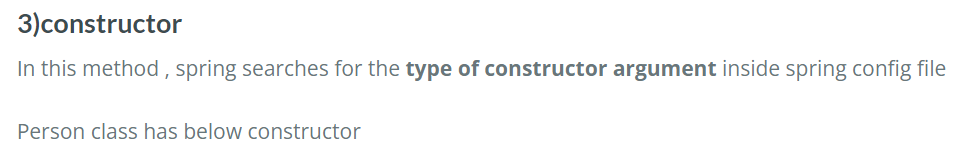 3)constructor
In this method , spring searches for the type of constructor argument inside spring config file
Person class has below constructor